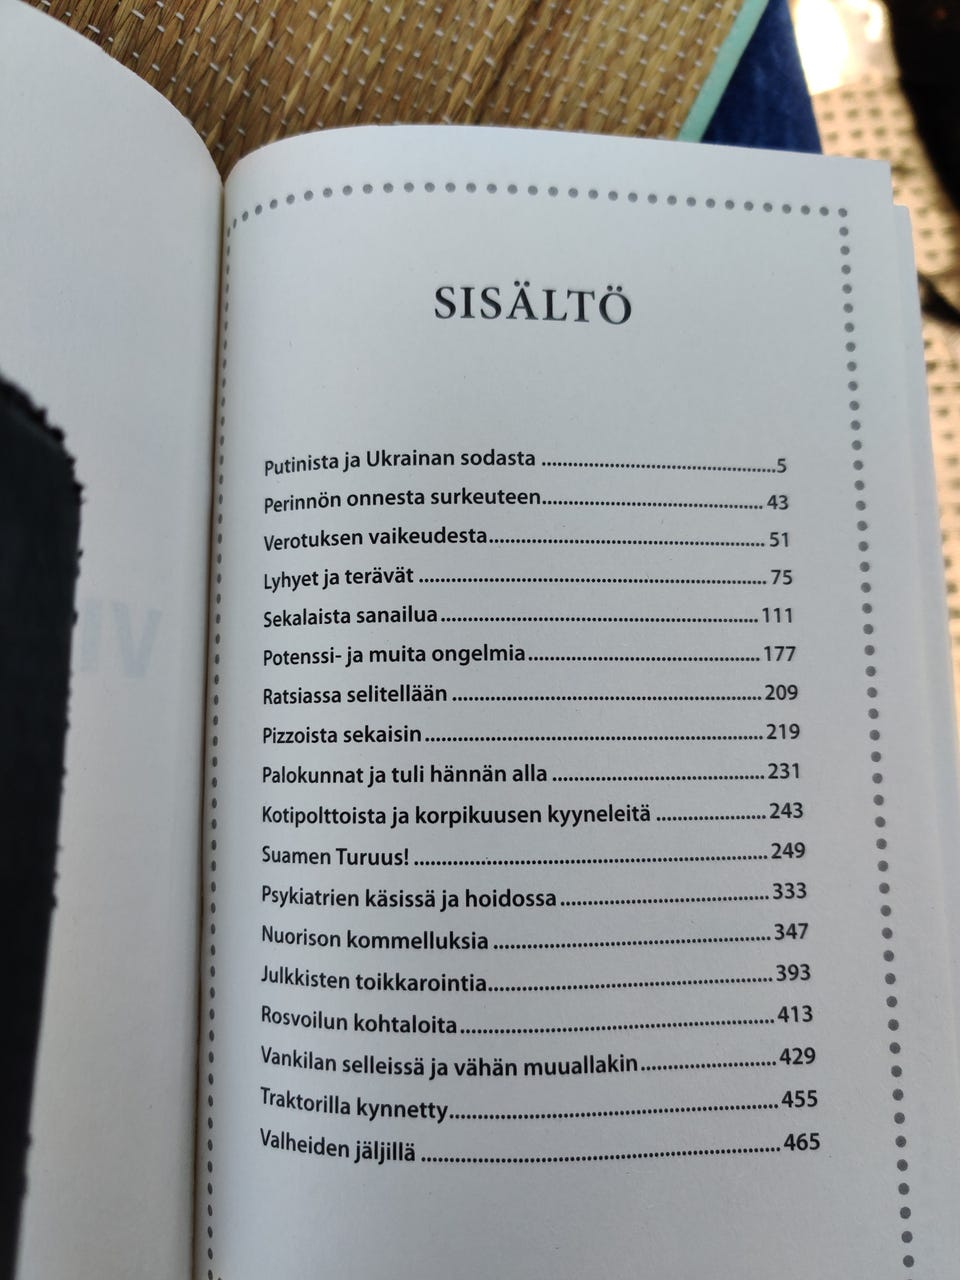 SISÄLTÖ
Putinista ja Ukrainan sodasta ........................................................5
Perinnön onnesta surkeuteen..................................................... 43
Verotuksen vaikeudesta................................................................. 51
Lyhyet ja terävät ................................................................................. 75
Sekalaista sanailua........................................................................... 111
Potenssi- ja muita ongelmia....................................................... 177
Ratsiassa selitellään ......................................................................... 209
Pizzoista sekaisin................................................................................ 219
Palokunnat ja tuli hännän alla .................................................. 231
Kotipolttoista ja korpikuusen kyyneleitä .......................... 243
Suamen Turuus! .................................................................................. 249
Psykiatrien käsissä ja hoidossa.................................................. 333
Nuorison kommelluksia ................................................................. 347
Julkkisten toikkarointia.................................................................... 393
Rosvoilun kohtaloita.......................................................................... 413
Vankilan selleissä ja vähän muuallakin................................ 429
Traktorilla kynnetty............................................................................. 455
Valheiden jäljillä ................................................................................... 465